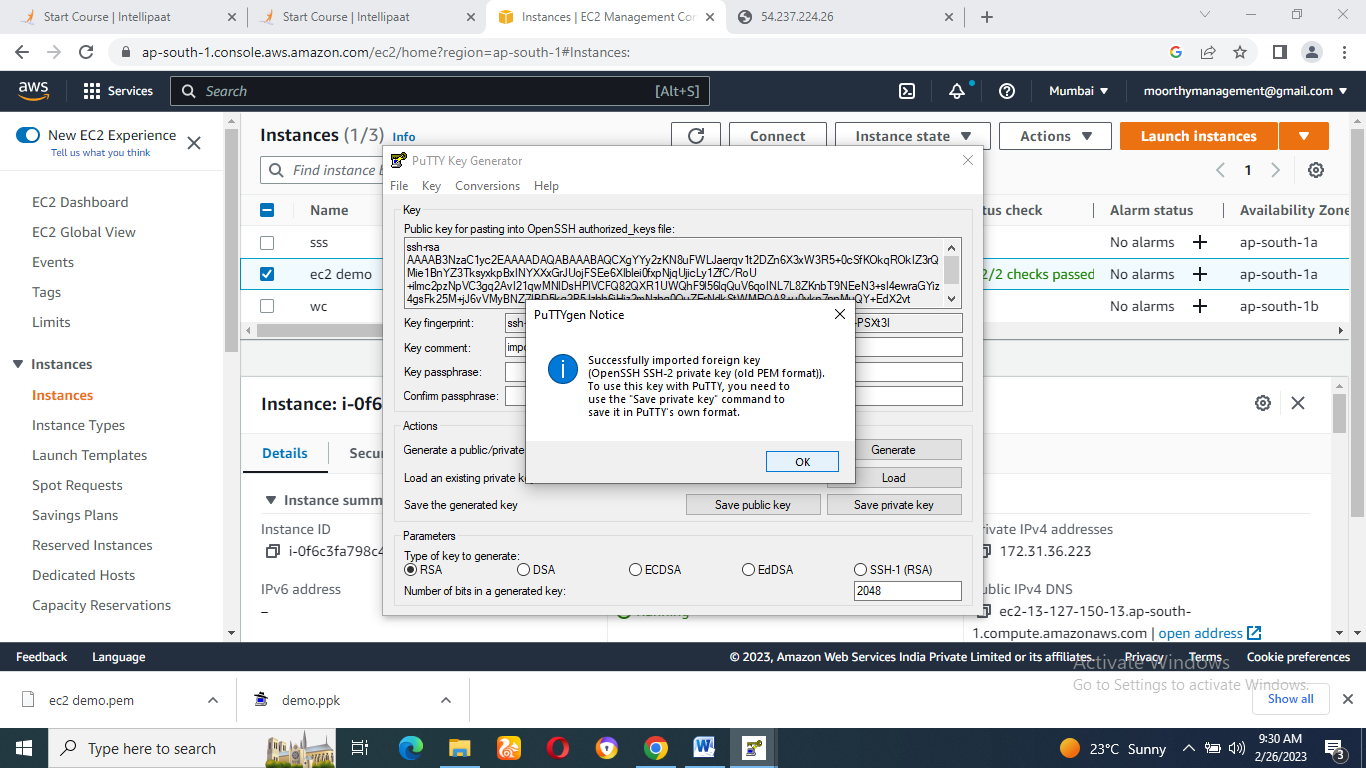 Start Course | Intellipaat
Start Course | Intellipaat
Instances | EC2 Management Con
54.237.224.26
ap-south-1.console.aws.amazon.com/ec2/home?region=ap-south-1#Instances:
aws
Services
Search
[Alt+S]
Mumbai
moorthymanagement@gmail.com
New EC2 Experience
Tell us what you think
EC2 Dashboard
EC2 Global View
Events
Tags
Limits
Instances
Instances
Instance Types
Launch Templates
Spot Requests
Savings Plans
Reserved Instances
Dedicated Hosts
Capacity Reservations
Instances (1/3) Info
Connect
Instance state
Actions
Launch instances
Find instance b
1
Name
tus check
Alarm status
Availability Zone
sss
No alarms +
ap-south-1a
ec2 demo
2/2 checks passed
No alarms +
ap-south-1a
wc
No alarms +
ap-south-1b
Instance: i-0f6
Details
Secu
Instance summ
Instance ID
i-0f6c3fa798c4
IPv6 address
–
Running
rivate IPv4 addresses
172.31.36.223
ublic IPv4 DNS
ec2-13-127-150-13.ap-south-
1.compute.amazonaws.com | open address
PuTTY Key Generator
File Key Conversions Help
Key
Public key for pasting into OpenSSH authorized_keys file:
ssh-rsa
Key fingerprint:
ssh-
-PSXt3I
Key comment:
impo
Key passphrase:
Confirm passphrase:
Actions
Generate a public/private
Generate
Load an existing private ke
Load
Save the generated key
Save public key
Save private key
Parameters
Type of key to generate:
RSA
DSA
ECDSA
EdDSA
SSH-1 (RSA)
Number of bits in a generated key:
2048
PuTTYgen Notice
Successfully imported foreign key
(OpenSSH SSH-2 private key (old PEM format)).
To use this key with PuTTY, you need to
use the "Save private key" command to
save it in PuTTY's own format.
OK
Feedback
Language
© 2023, Amazon Web Services India Private Limited or its affiliates.
Privacy
Terms
Cookie preferences
Activate Windows
Go to Settings to activate Windows.
ec2 demo.pem
demo.ppk
Show all
Type here to search
23°C Sunny
9:30 AM
2/26/2023
3